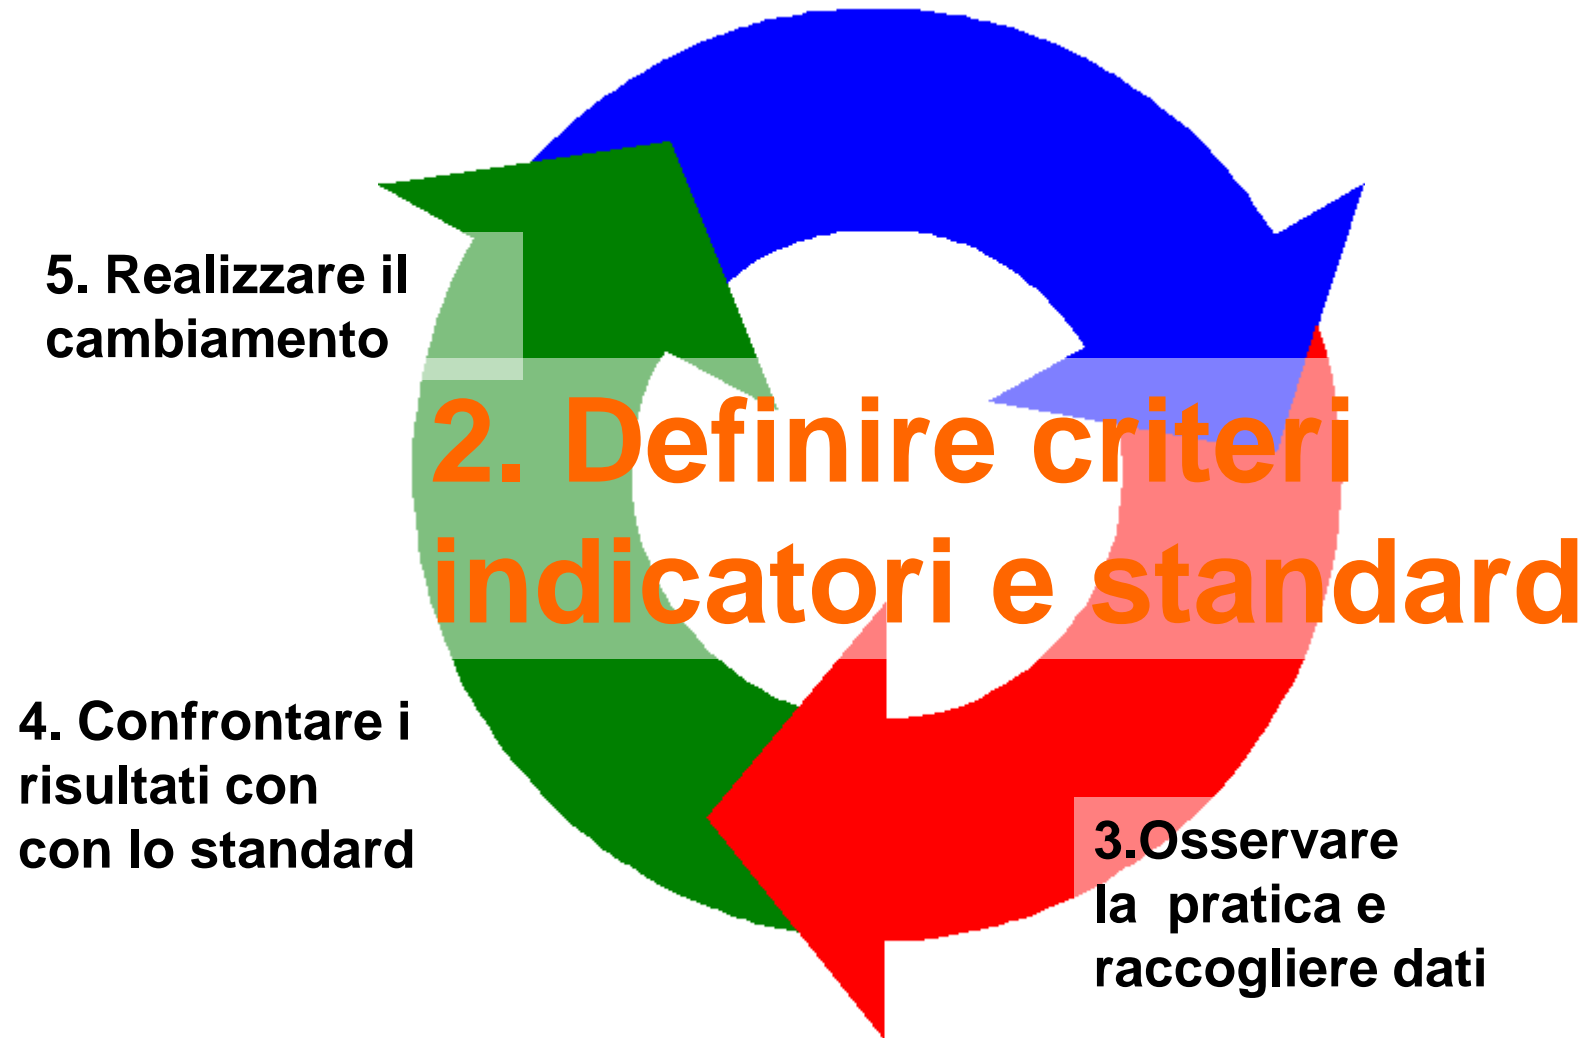 5. Realizzare il
cambiamento
2. Definire criteri
indicatori e standard
4. Confrontare i
risultati con
con lo standard
3.Osservare
la  pratica e
raccogliere dati